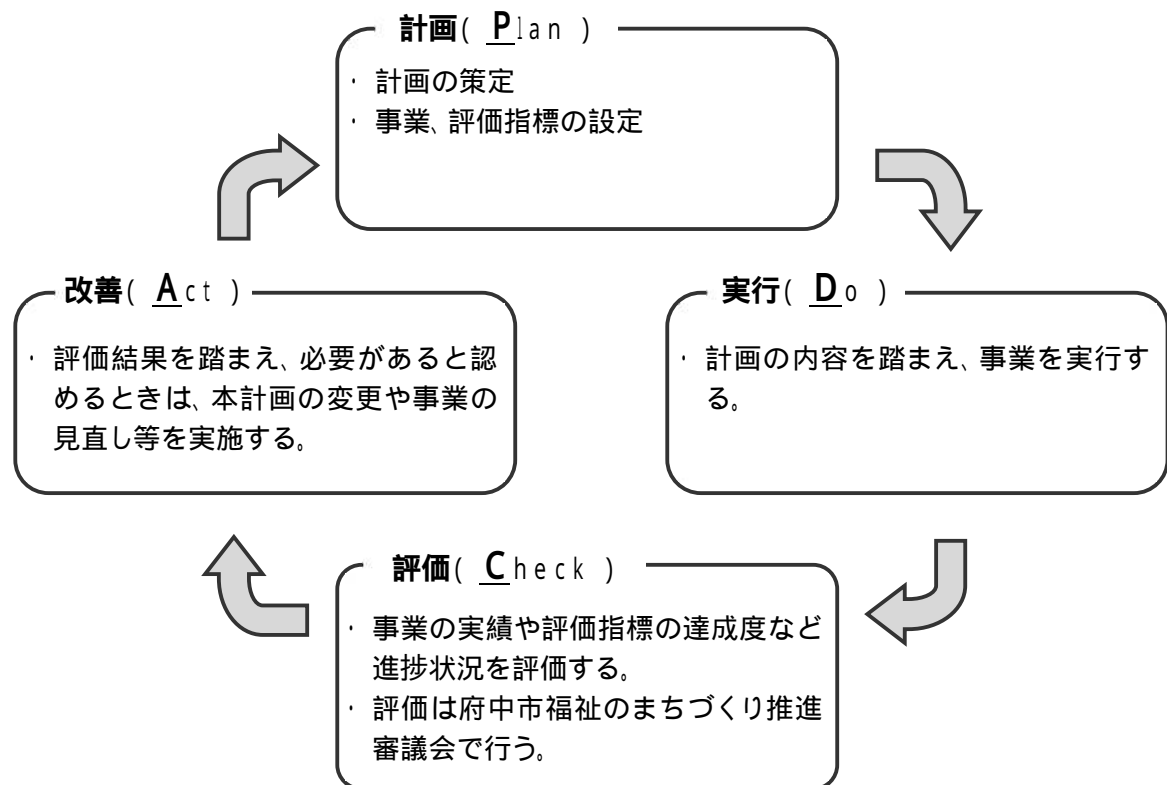 計画( Plan )
・ 計画の策定
・ 事業、評価指標の設定
改善( Act )
・ 評価結果を踏まえ、必要があると認
めるときは、本計画の変更や事業の
見直し等を実施する。
実行( Do )
・ 計画の内容を踏まえ、事業を実行す
る。
評価( Check )
・ 事業の実績や評価指標の達成度など
進捗状況を評価する。
・ 評価は府中市福祉のまちづくり推進
審議会で行う。